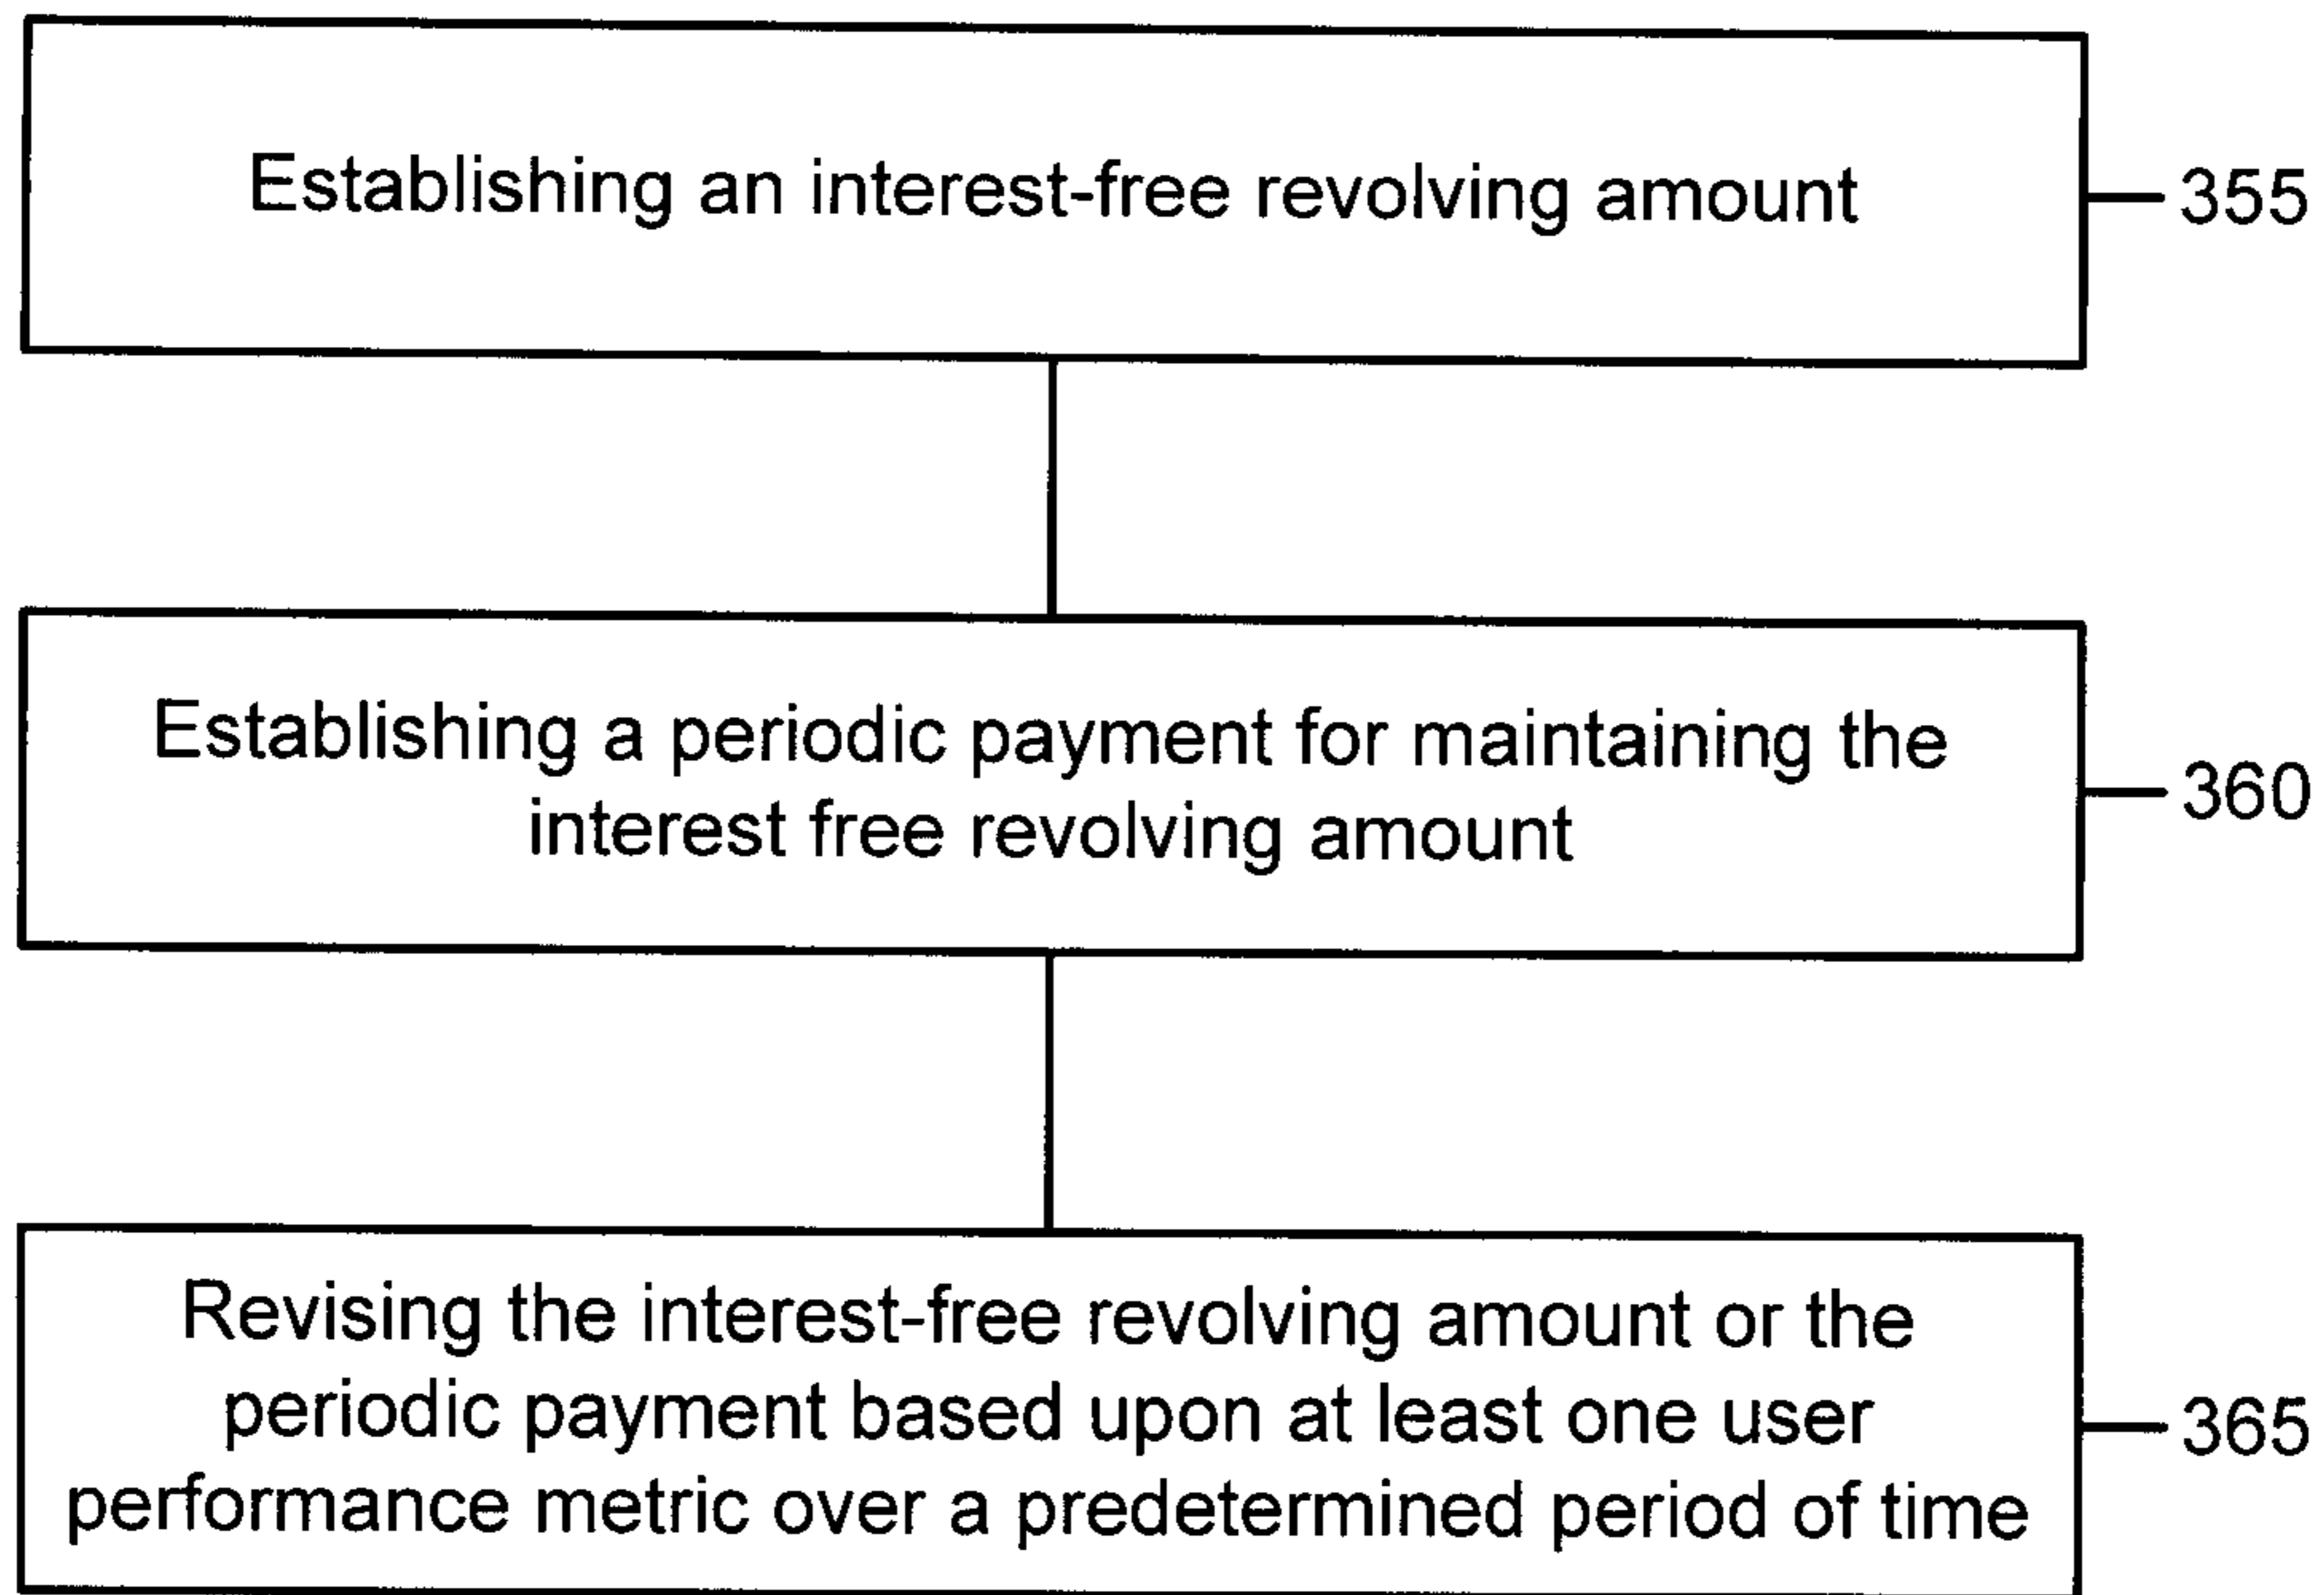 Establishing an interest-free revolving amount
355
Establishing a periodic payment for maintaining the
interest free revolving amount
360
Revising the interest-free revolving amount or the
periodic payment based upon at least one user
performance metric over a predetermined period of time
365